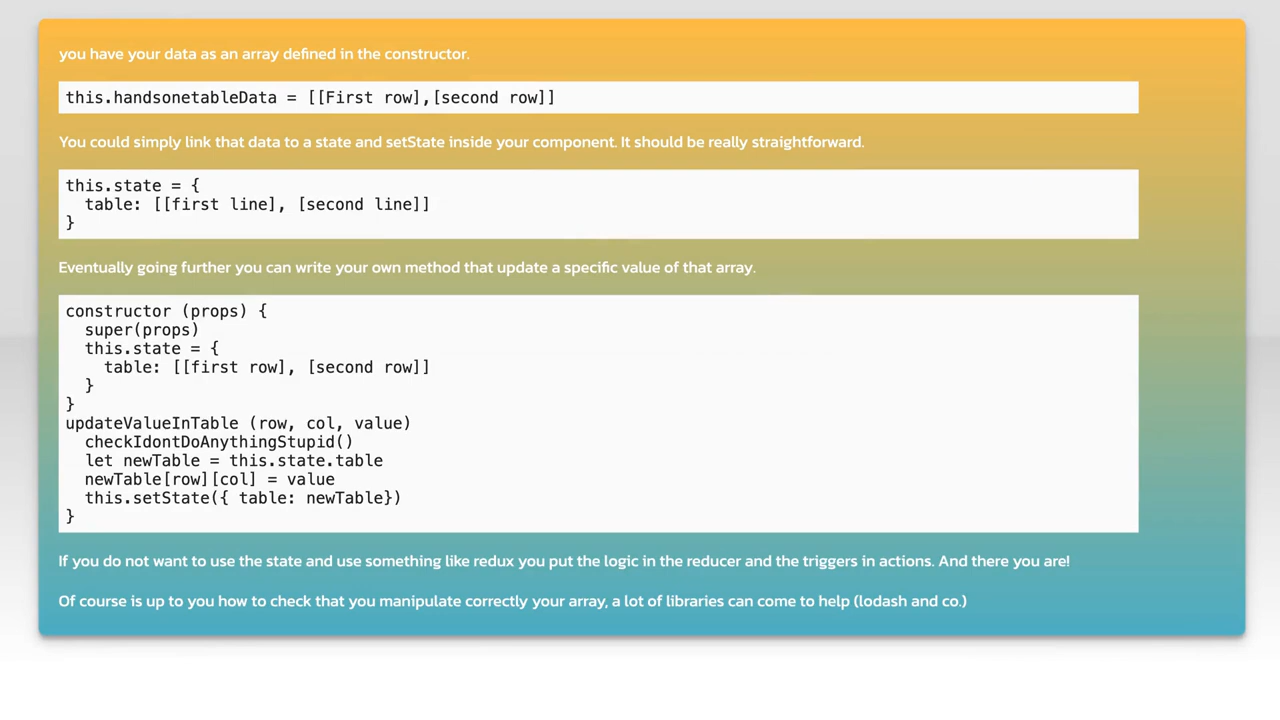 you have your data as an array defined in the constructor.
this.handsonetableData = [[First row],[second row]]
You could simply link that data to a state and setState inside your component. It should be really straightforward.
this.state = {
  table: [[first line], [second line]]
}
Eventually going further you can write your own method that update a specific value of that array.
constructor (props) {
  super(props)
  this.state = {
    table: [[first row], [second row]]
  }
}
updateValueInTable (row, col, value)
  checkIdontDoAnythingStupid()
  let newTable = this.state.table
  newTable[row][col] = value
  this.setState({ table: newTable})
}
If you do not want to use the state and use something like redux you put the logic in the reducer and the triggers in actions. And there you are!
Of course is up to you how to check that you manipulate correctly your array, a lot of libraries can come to help (lodash and co.)